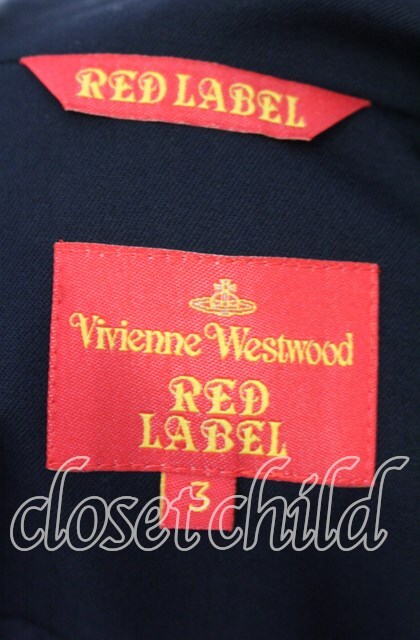 RED LABEL
Vivienne Westwood
RED
LABEL
3
closet child